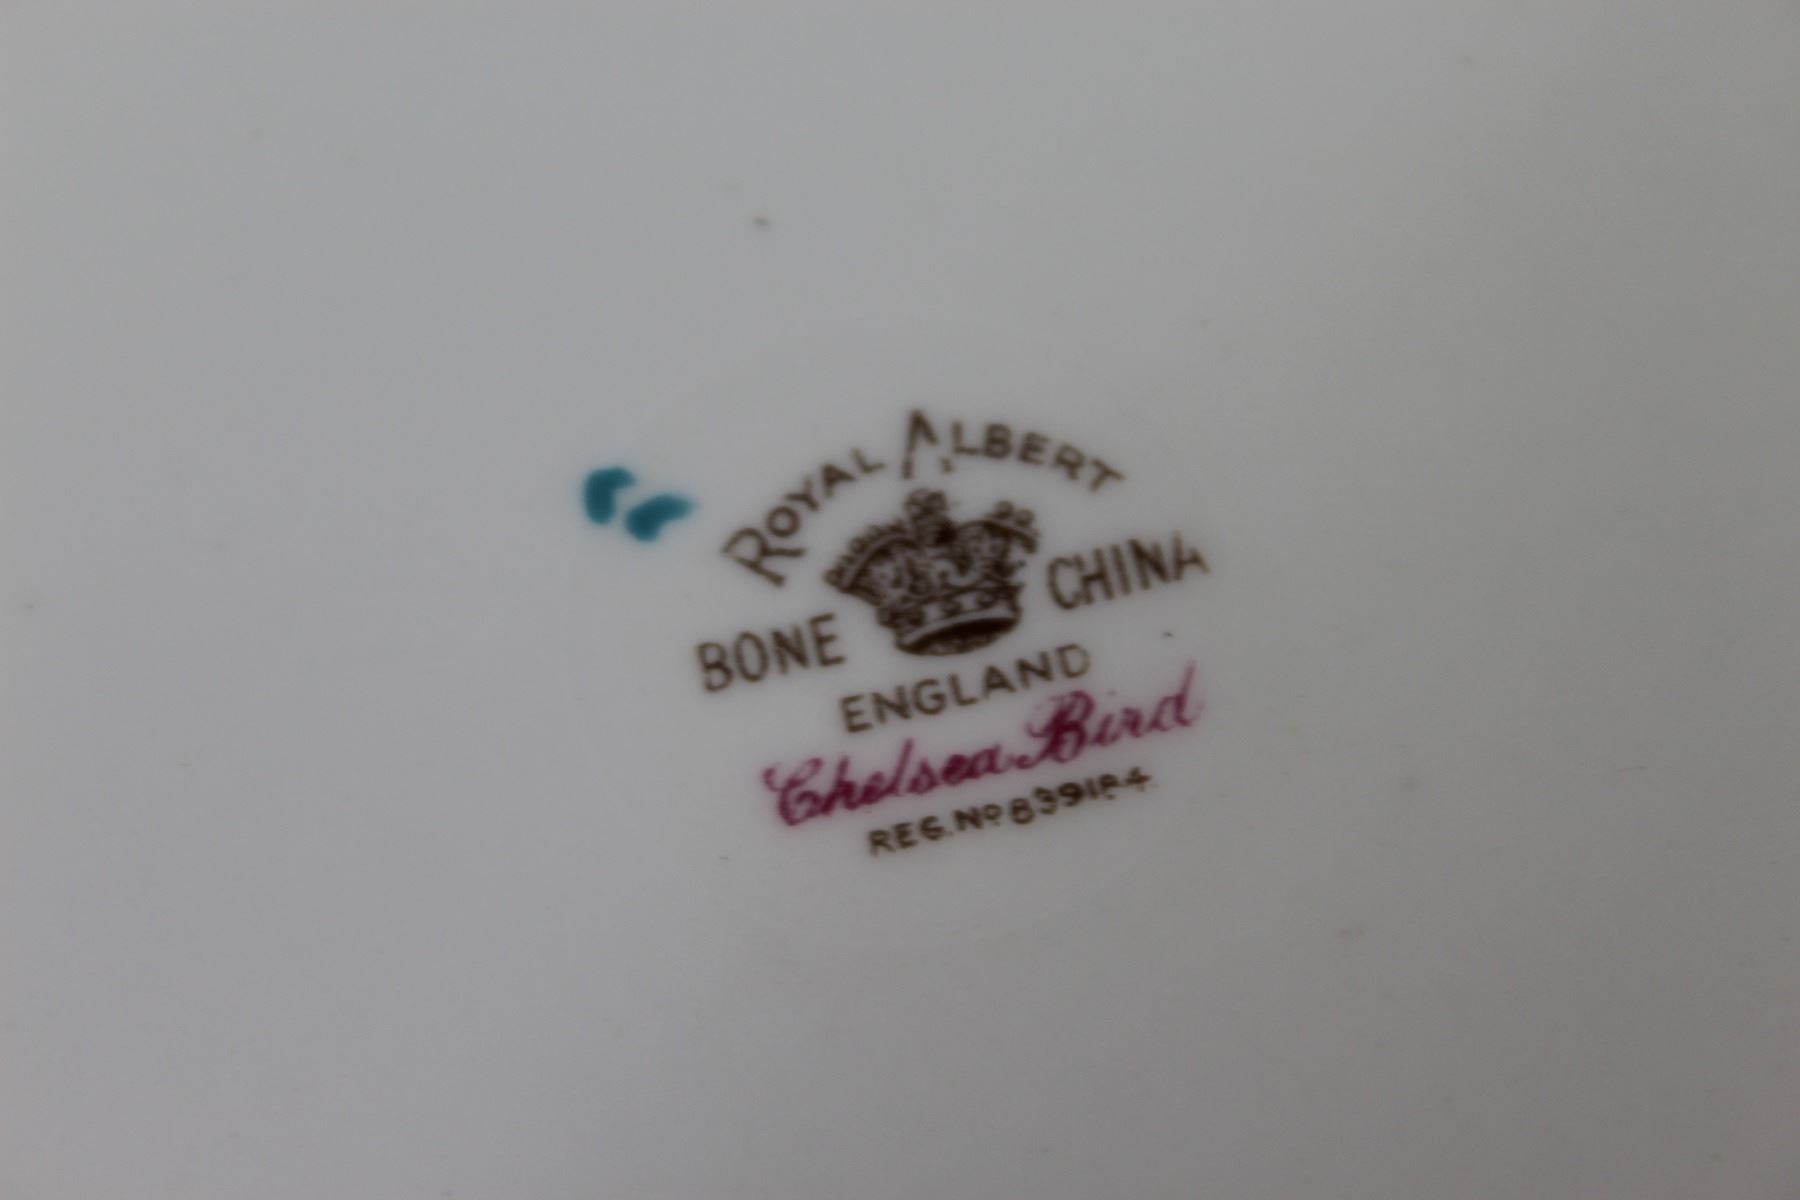 ROYAL ALBERT
BONE CHINA
ENGLAND
Chelsea Bird
REG. No 839184